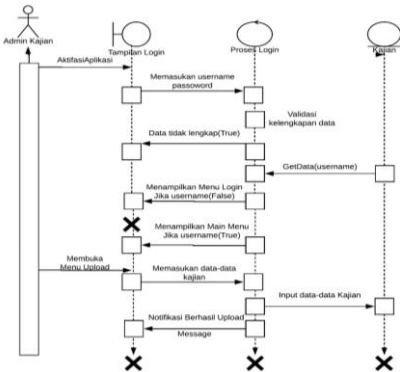 Admin Kajian
Tampilan Login
Proses Login
Kajian
AktifasiAplikasi
Memasukan username
passoword
Validasi
kelengkapan data
Data tidak lengkap(True)
GetData(username)
Menampilkan Menu Login
Jika username(False)
Menampilkan Main Menu
Jika username(True)
Membuka
Menu Upload
Memasukan data-data
kajian
Input data-data Kajian
Notifikasi Berhasil Upload
Message